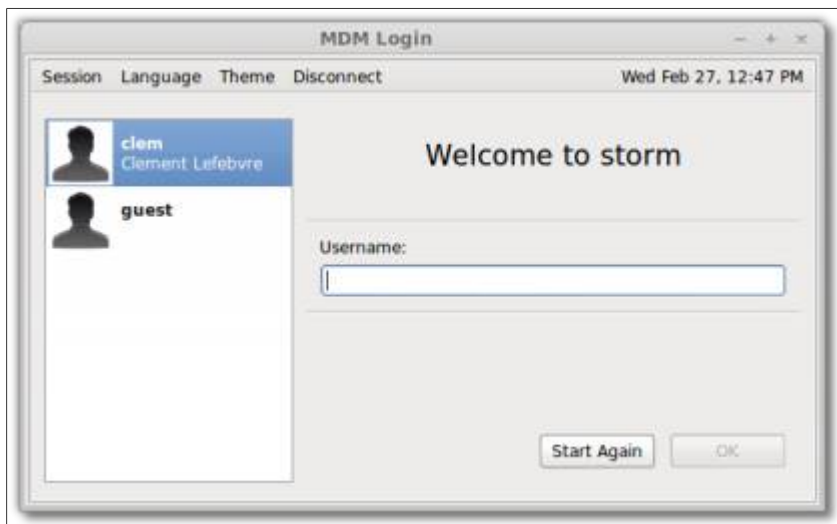 MDM Login
Session Language Theme Disconnect Wed Feb 27, 12:47 PM
clem
Clement Lefebvre
guest
Welcome to storm
Username:
Start Again OK